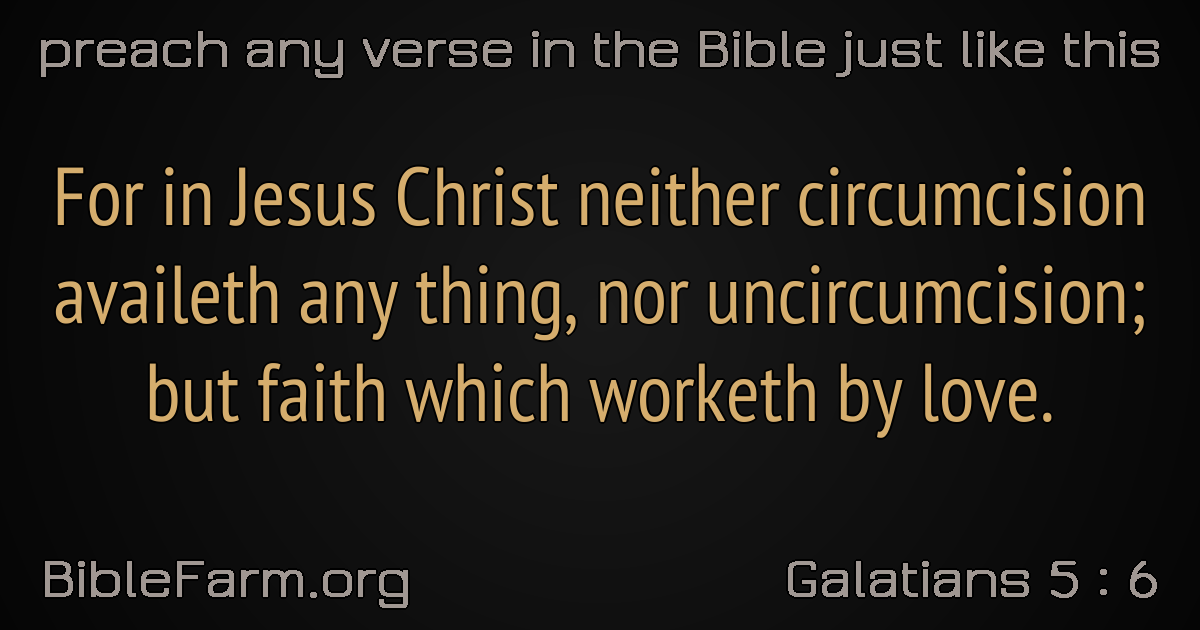 preach any verse in the Bible just like this
For in Jesus Christ neither circumcision
availeth any thing, nor uncircumcision;
but faith which worketh by love.
BibleFarm.org
Galatians 5 : 6